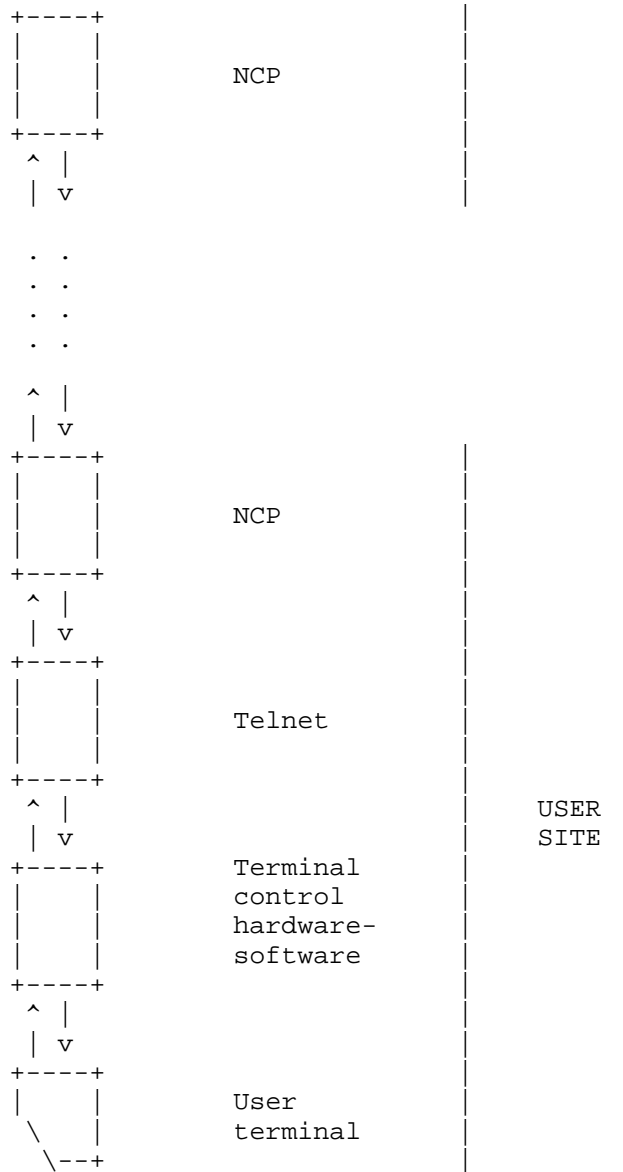 NCP
NCP
Telnet
USER
SITE
Terminal
control
hardware-
software
User
terminal